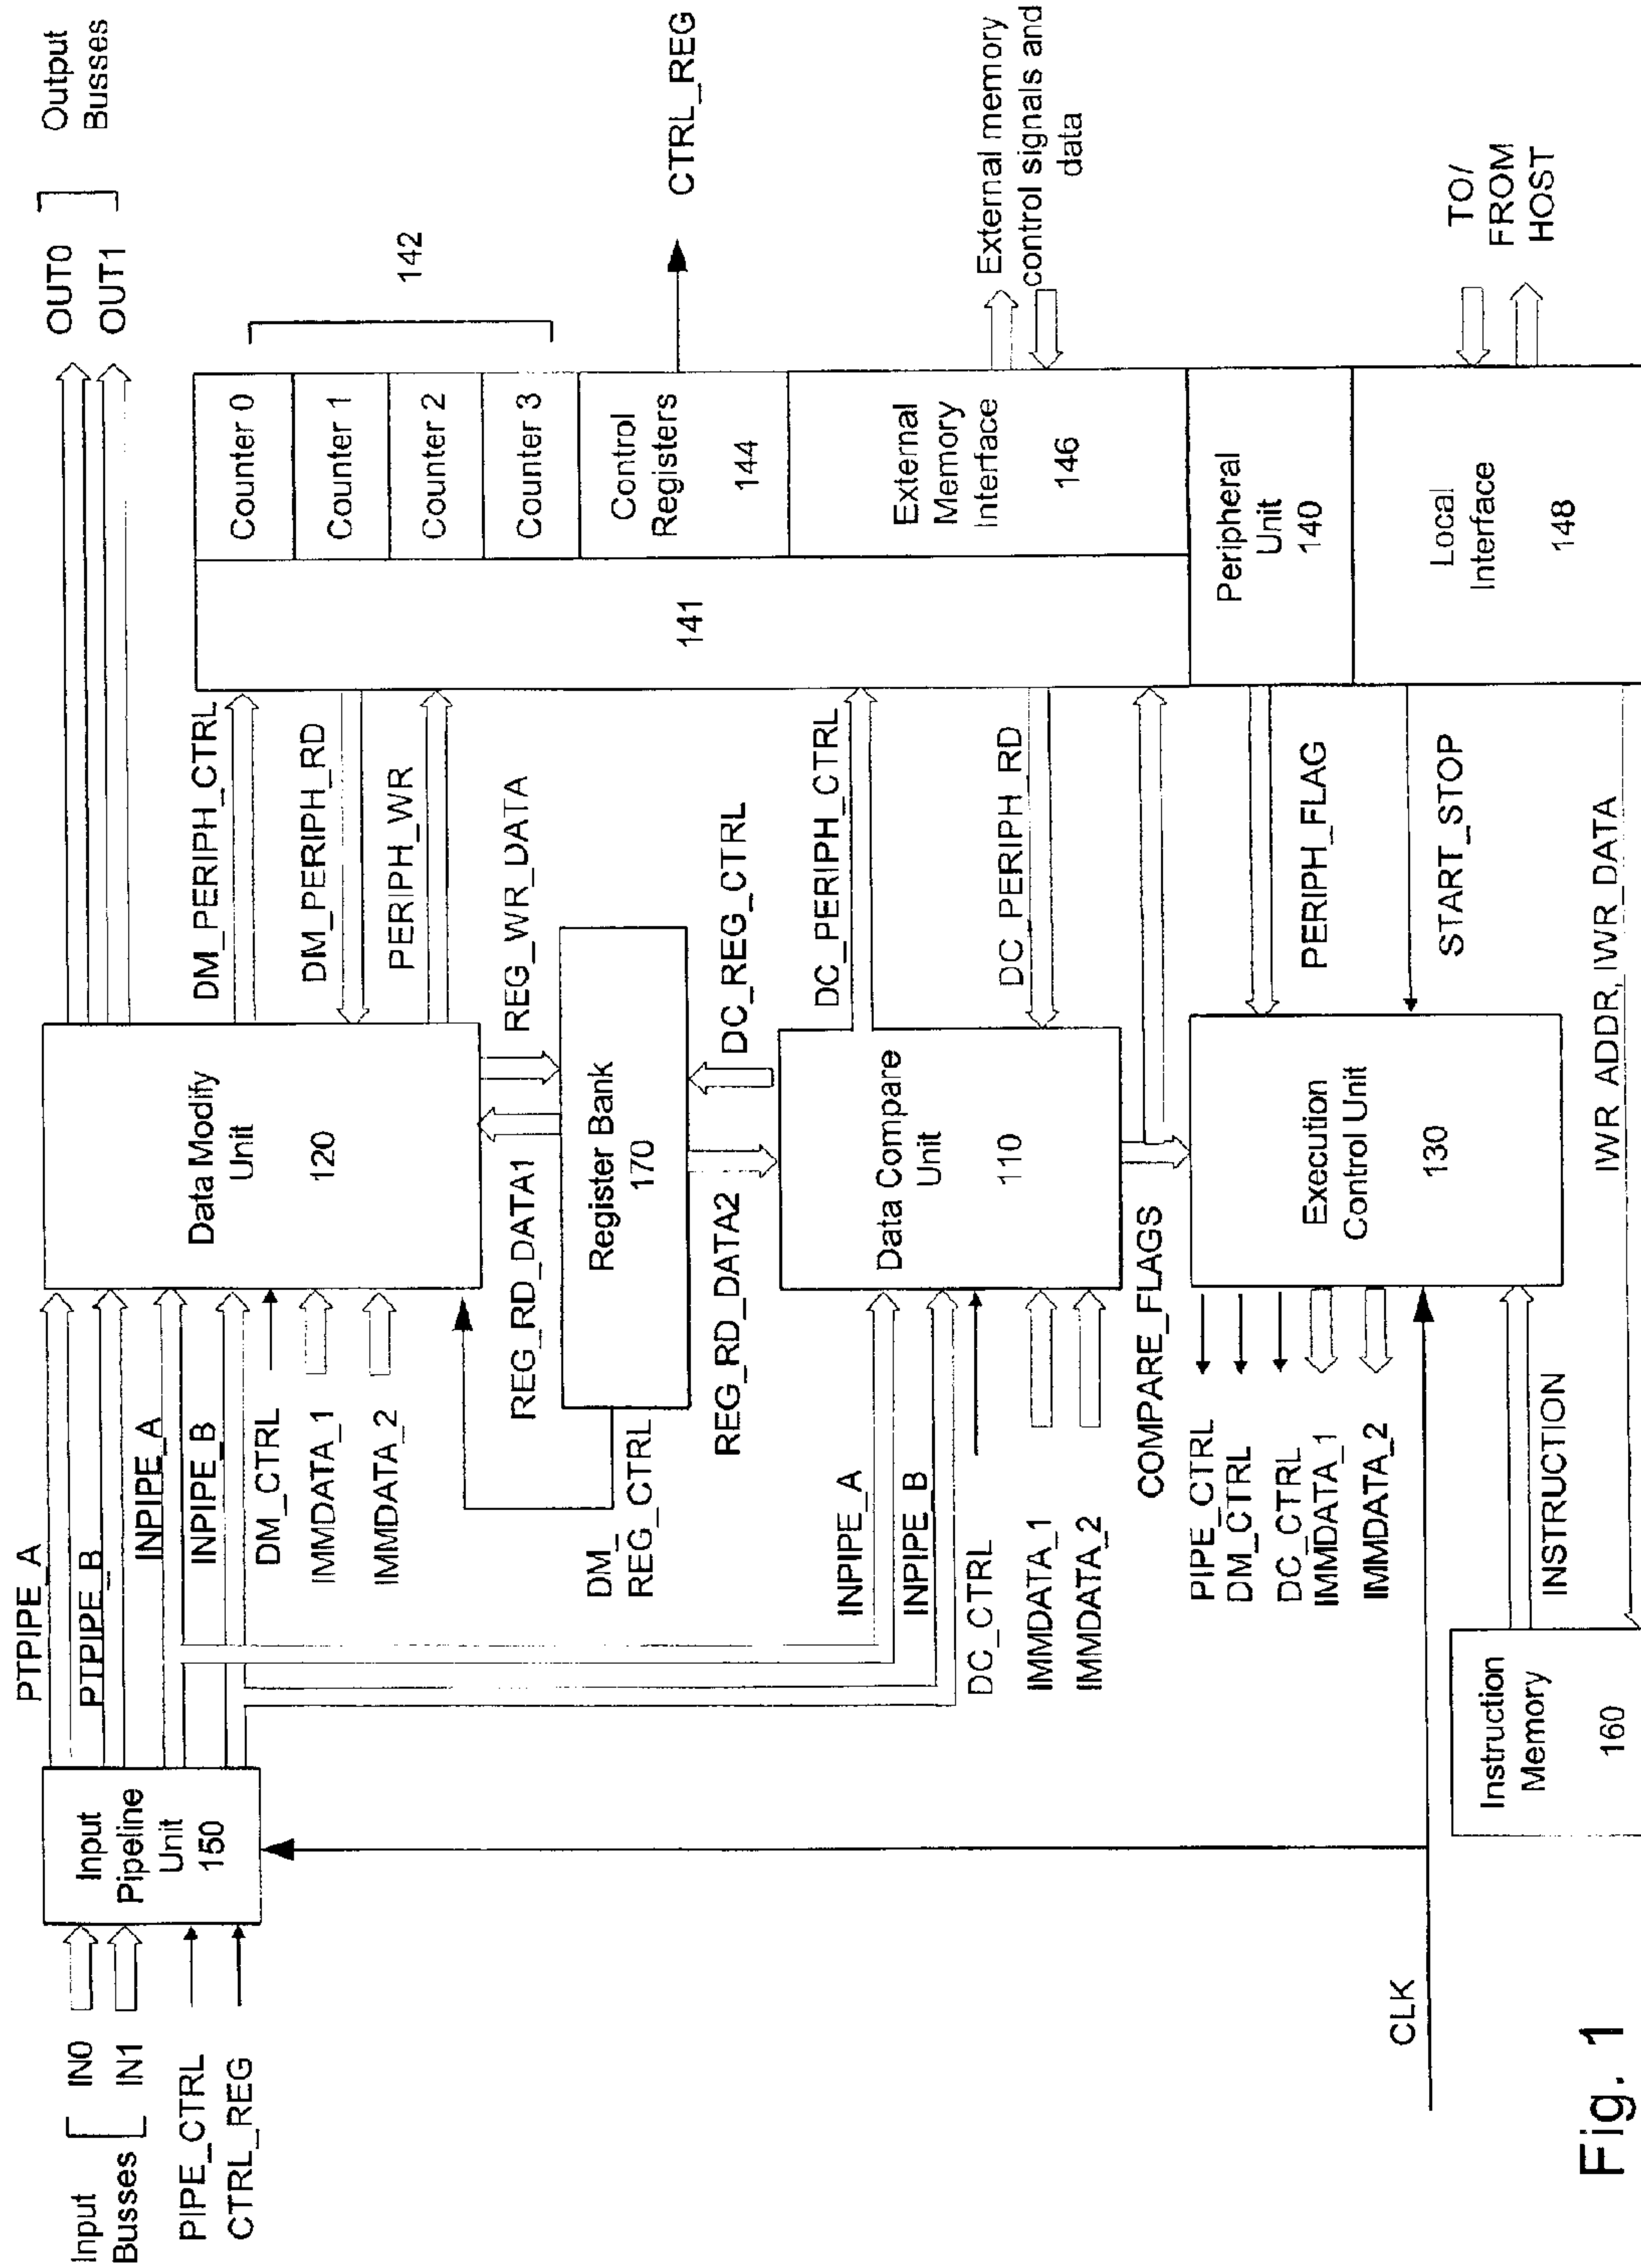 Input
Busses
IN0
IN1
PIPE_CTRL
CTRL_REG
Input
Pipeline
Unit
150
PTPIPE_A
PTPIPE_B
INPIPE_A
INPIPE_B
DM_CTRL
IMMDATA_1
IMMDATA_2
Data Modify
Unit
120
OUT0
OUT1
Output
Busses
DM_PERIPH_CTRL
DM_PERIPH_RD
PERIPH_WR
REG_WR_DATA
REG_RD_DATA1
Register Bank
170
DM_
REG_CTRL
REG_RD_DATA2
DC_REG_CTRL
INPIPE_A
INPIPE_B
DC_CTRL
IMMDATA_1
IMMDATA_2
Data Compare
Unit
110
DC_PERIPH_CTRL
DC_PERIPH RD
COMPARE_FLAGS
PIPE_CTRL
DM_CTRL
DC_CTRL
IMMDATA_1
IMMDATA_2
Execution
Control Unit
130
PERIPH_FLAG
START_STOP
INSTRUCTION
IWR ADDR, IWR_DATA
Instruction
Memory
160
CLK
141
Counter 0
Counter 1
Counter 2
Counter 3
142
Control
Registers
144
CTRL_REG
External
Memory
Interface
146
External memory
control signals and
data
Peripheral
Unit
140
Local
Interface
148
TO/
FROM
HOST
Fig. 1